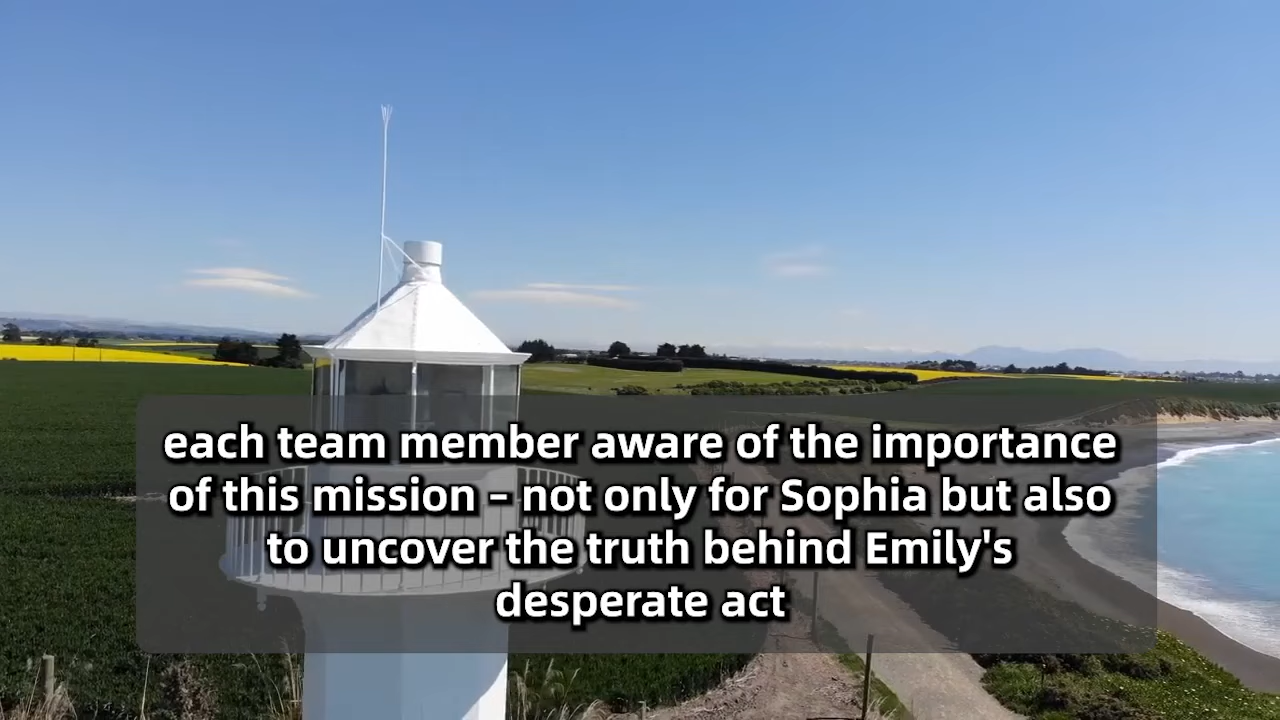 each team member aware of the importance
of this mission – not only for Sophia but also
to uncover the truth behind Emily's
desperate act